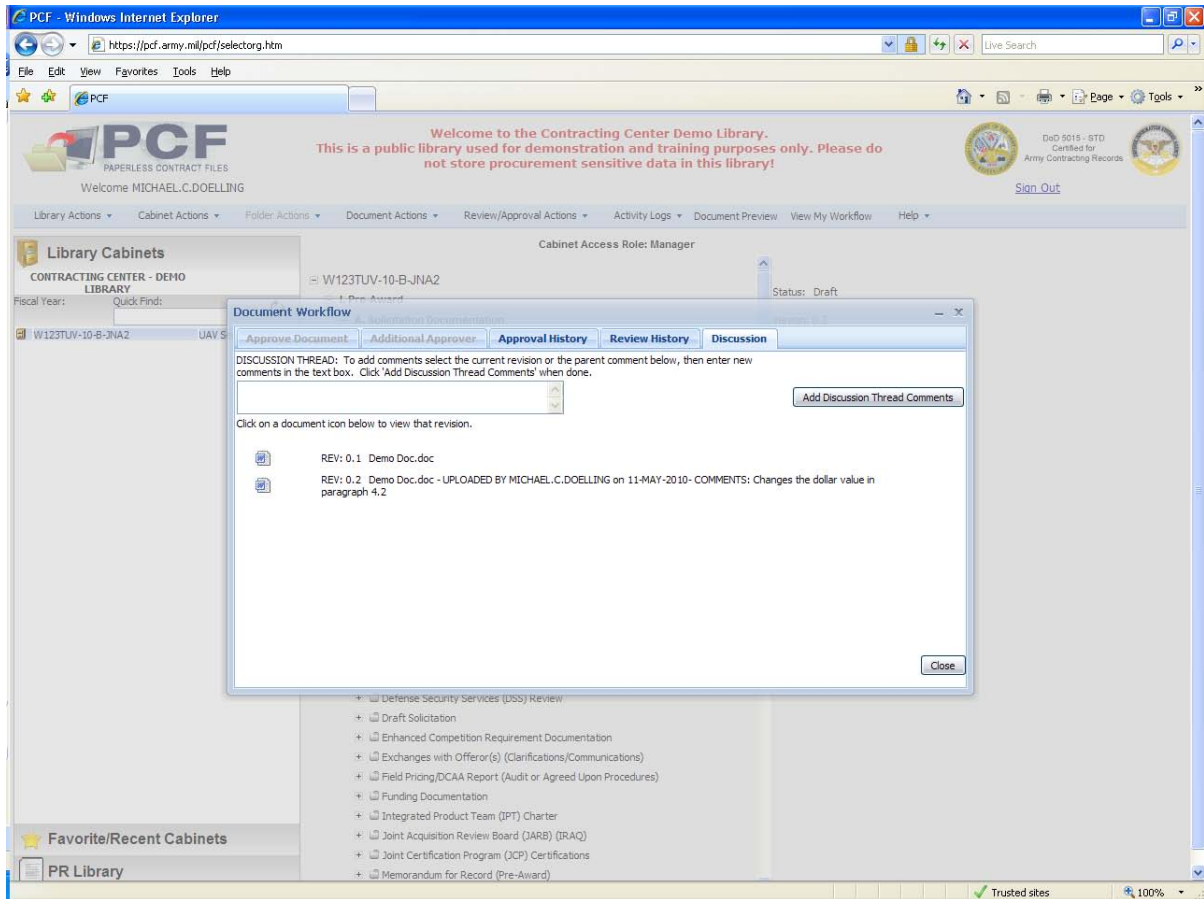 PCF - Windows Internet Explorer
https://pcf.army.mil/pcf/selectorg.htm
Live Search
File Edit View Favorites Tools Help
PCF
Page Tools
PCF
PAPERLESS CONTRACT FILES
Welcome MICHAEL.C.DOELLING
Welcome to the Contracting Center Demo Library.
This is a public library used for demonstration and training purposes only. Please do
not store procurement sensitive data in this library!
DoD 5015 - STD
Certified for
Army Contracting Records
Sign Out
Library Actions Cabinet Actions Folder Actions Document Actions Review/Approval Actions Activity Logs Document Preview View My Workflow Help
Library Cabinets
CONTRACTING CENTER - DEMO
LIBRARY
Fiscal Year: Quick Find:
W123TUV-10-B-JNA2 UAV S
Cabinet Access Role: Manager
W123TUV-10-B-JNA2
I. Pre-Award
Status: Draft
Document Workflow
Approve Document Additional Approver Approval History Review History Discussion
DISCUSSION THREAD: To add comments select the current revision or the parent comment below, then enter new
comments in the text box. Click 'Add Discussion Thread Comments' when done.
Add Discussion Thread Comments
Click on a document icon below to view that revision.
REV: 0.1 Demo Doc.doc
REV: 0.2 Demo Doc.doc - UPLOADED BY MICHAEL.C.DOELLING on 11-MAY-2010- COMMENTS: Changes the dollar value in
paragraph 4.2
Close
Defense Security Services (DSS) Review
Draft Solicitation
Enhanced Competition Requirement Documentation
Exchanges with Offeror(s) (Clarifications/Communications)
Field Pricing/DCAA Report (Audit or Agreed Upon Procedures)
Funding Documentation
Integrated Product Team (IPT) Charter
Joint Acquisition Review Board (JARB) (IRAQ)
Joint Certification Program (JCP) Certifications
Memorandum for Record (Pre-Award)
Favorite/Recent Cabinets
PR Library
Trusted sites 100%